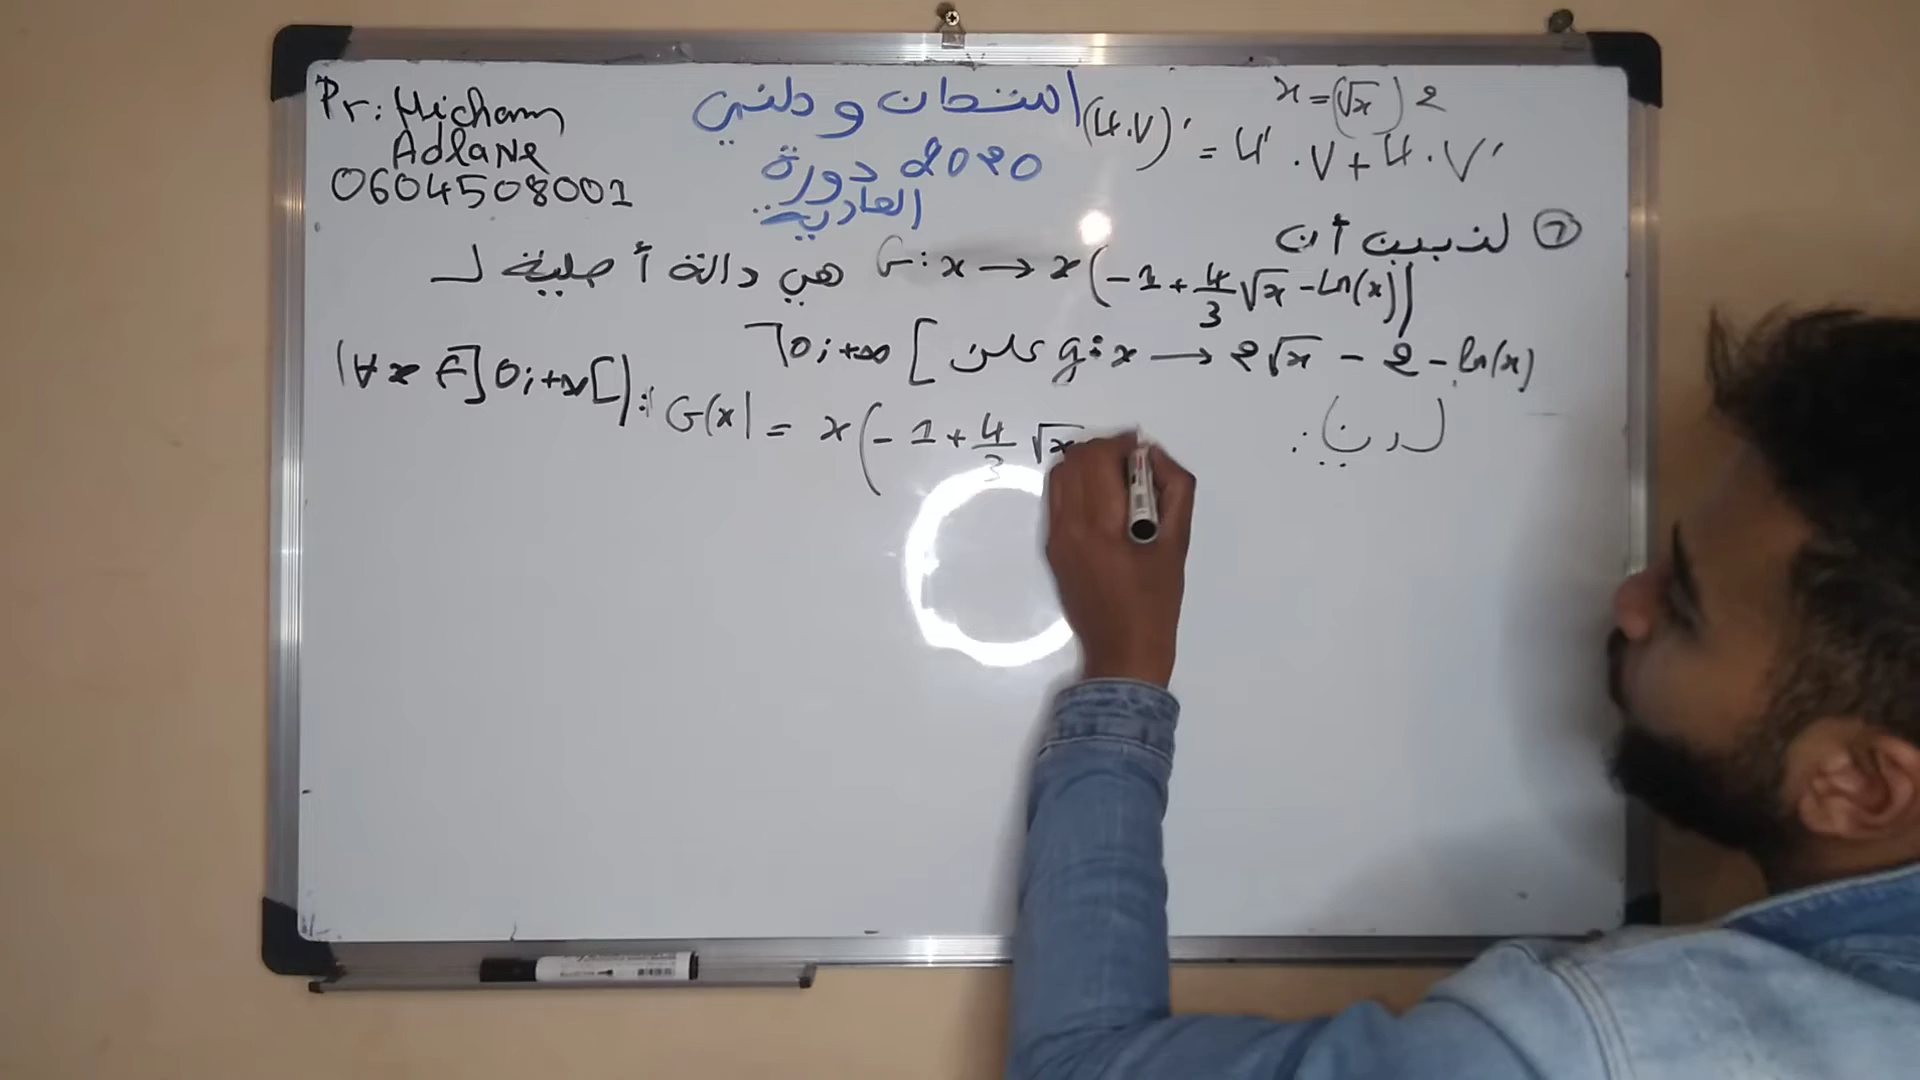 Pr: Hicham
AdlaNe
0604508001
امتحان وطني
2020 دورة
العادية
x = (√x)²
(U.V)' = U'.V + U.V'
⑦ لنبين أن
G: x → x(-1 + 4/3 √x - ln(x)) هي دالة أصلية لـ
g: x → 2√x - 2 - ln(x) على ]0;+∞[
لدينا:
(∀x ∈ ]0;+∞[): G(x) = x(-1 + 4/3 √x